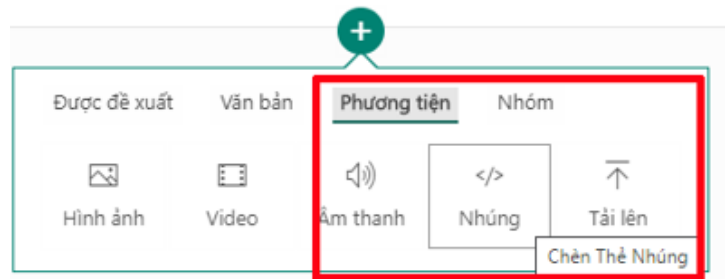 Được đề xuất Văn bản Phương tiện Nhóm
Hình ảnh Video Âm thanh Nhúng Tải lên
Chèn Thẻ Nhúng